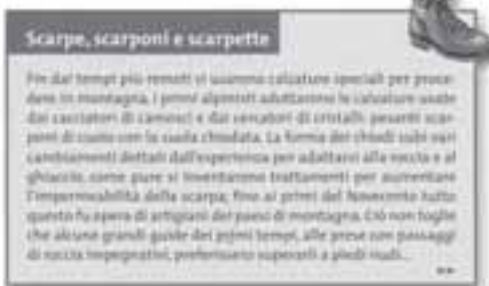 Scarpe, scarponi e scarpette
Fin dai tempi più remoti si usarono calzature speciali per proce-
dere in montagna. I primi alpinisti adottarono le calzature usate
dai cacciatori di camosci e dai cercatori di cristalli: pesanti scar-
poni di cuoio con la suola chiodata. La forma dei chiodi subì vari
cambiamenti dettati dall'esperienza per adattarsi alla roccia e al
ghiaccio, come pure si inventarono trattamenti per aumentare
l'impermeabilità della scarpa; fino ai primi del Novecento tutto
questo fu opera di artigiani dei paesi di montagna. Ciò non toglie
che alcune grandi guide dei primi tempi, alle prese con passaggi
di roccia impegnativi, preferissero superarli a piedi nudi...